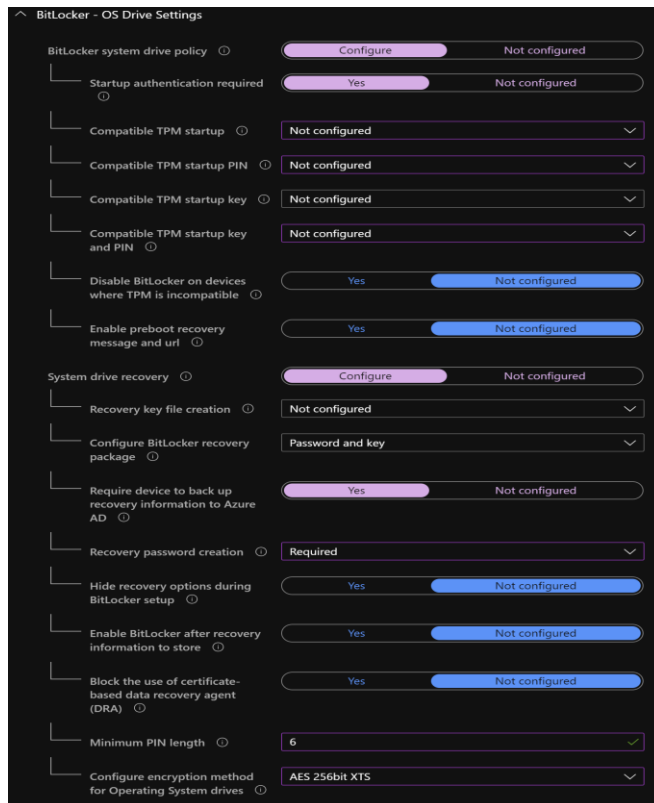 BitLocker - OS Drive Settings
BitLocker system drive policy Configure Not configured
Startup authentication required Yes Not configured
Compatible TPM startup Not configured
Compatible TPM startup PIN Not configured
Compatible TPM startup key Not configured
Compatible TPM startup key
and PIN Not configured
Disable BitLocker on devices
where TPM is incompatible Yes Not configured
Enable preboot recovery
message and url Yes Not configured
System drive recovery Configure Not configured
Recovery key file creation Not configured
Configure BitLocker recovery
package Password and key
Require device to back up
recovery information to Azure
AD Yes Not configured
Recovery password creation Required
Hide recovery options during
BitLocker setup Yes Not configured
Enable BitLocker after recovery
information to store Yes Not configured
Block the use of certificate-
based data recovery agent
(DRA) Yes Not configured
Minimum PIN length 6
Configure encryption method
for Operating System drives AES 256bit XTS